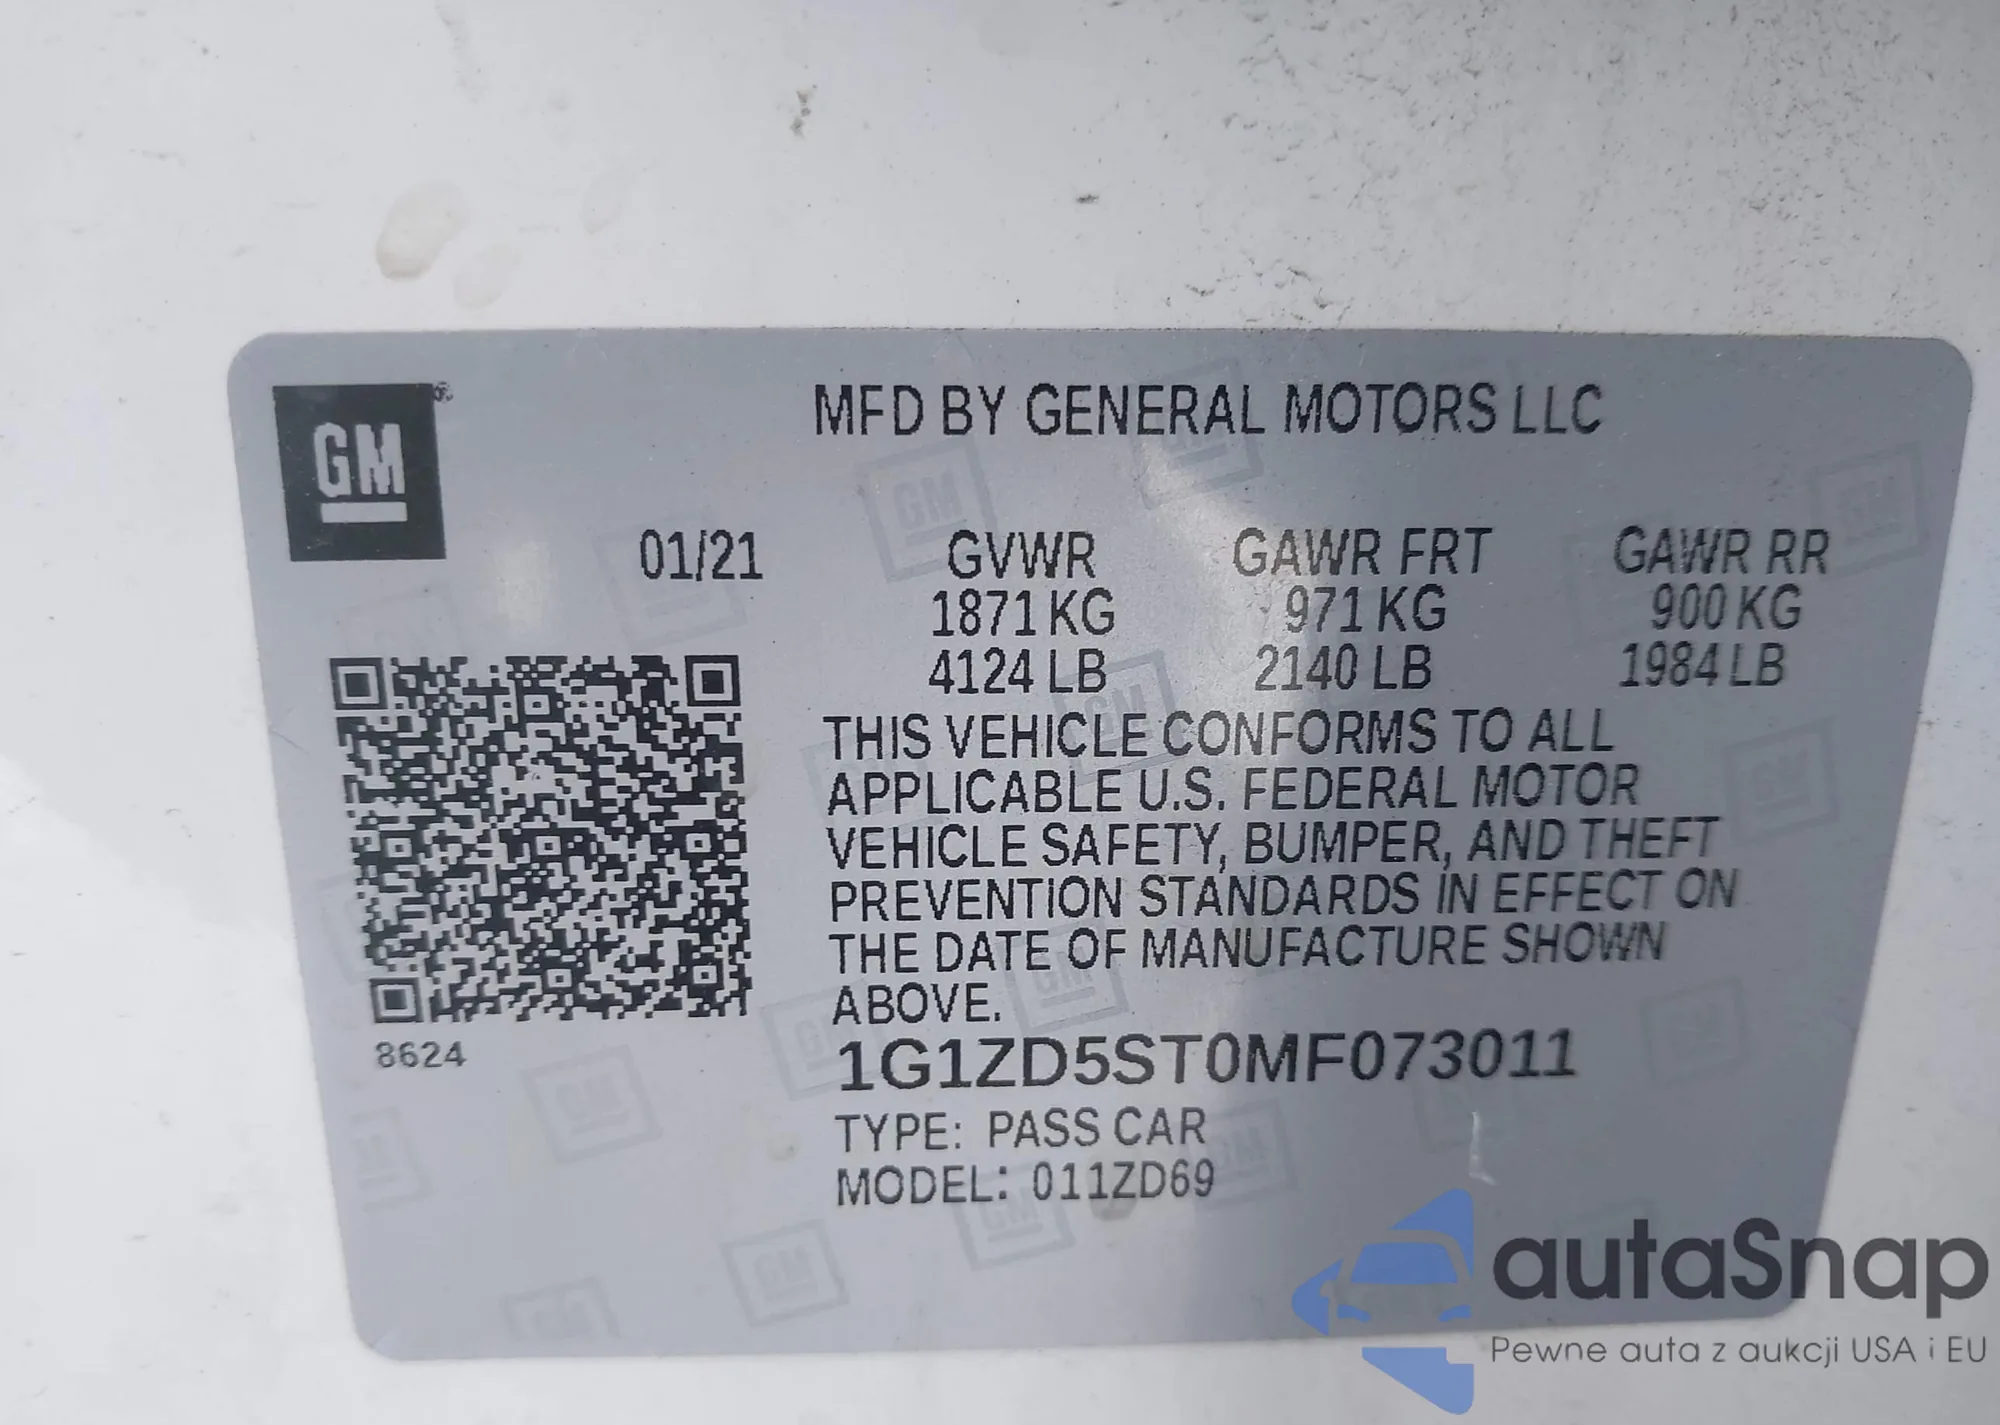 GM
MFD BY GENERAL MOTORS LLC
01/21 GVWR GAWR FRT GAWR RR
1871 KG 971 KG 900 KG
4124 LB 2140 LB 1984 LB
THIS VEHICLE CONFORMS TO ALL
APPLICABLE U.S. FEDERAL MOTOR
VEHICLE SAFETY, BUMPER, AND THEFT
PREVENTION STANDARDS IN EFFECT ON
THE DATE OF MANUFACTURE SHOWN
ABOVE.
8624
1G1ZD5ST0MF073011
TYPE: PASS CAR
MODEL: 011ZD69
autaSnap
Pewne auta z aukcji USA i EU